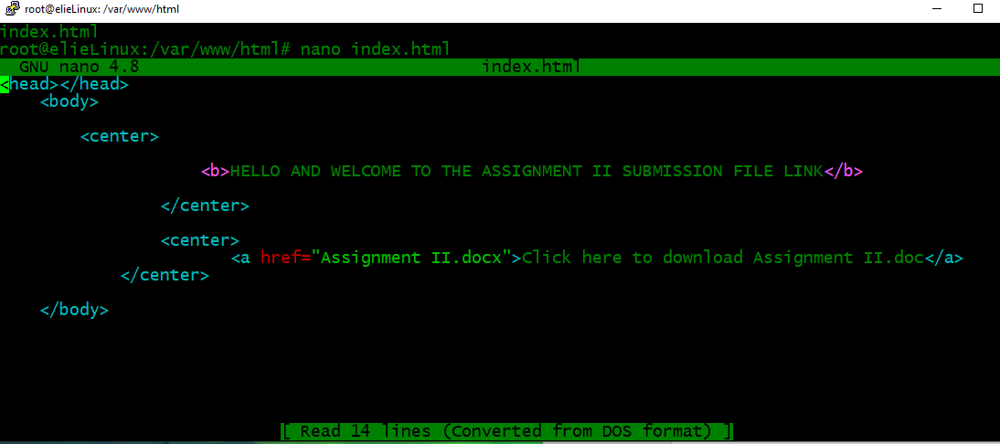 root@elieLinux: /var/www/html
index.html
root@elieLinux:/var/www/html# nano index.html
GNU nano 4.8 index.html
<head></head>
<body>
<center>
<b>HELLO AND WELCOME TO THE ASSIGNMENT II SUBMISSION FILE LINK</b>
</center>
<center>
<a href="Assignment II.docx">Click here to download Assignment II.doc</a>
</center>
</body>
[ Read 14 lines (Converted from DOS format) ]